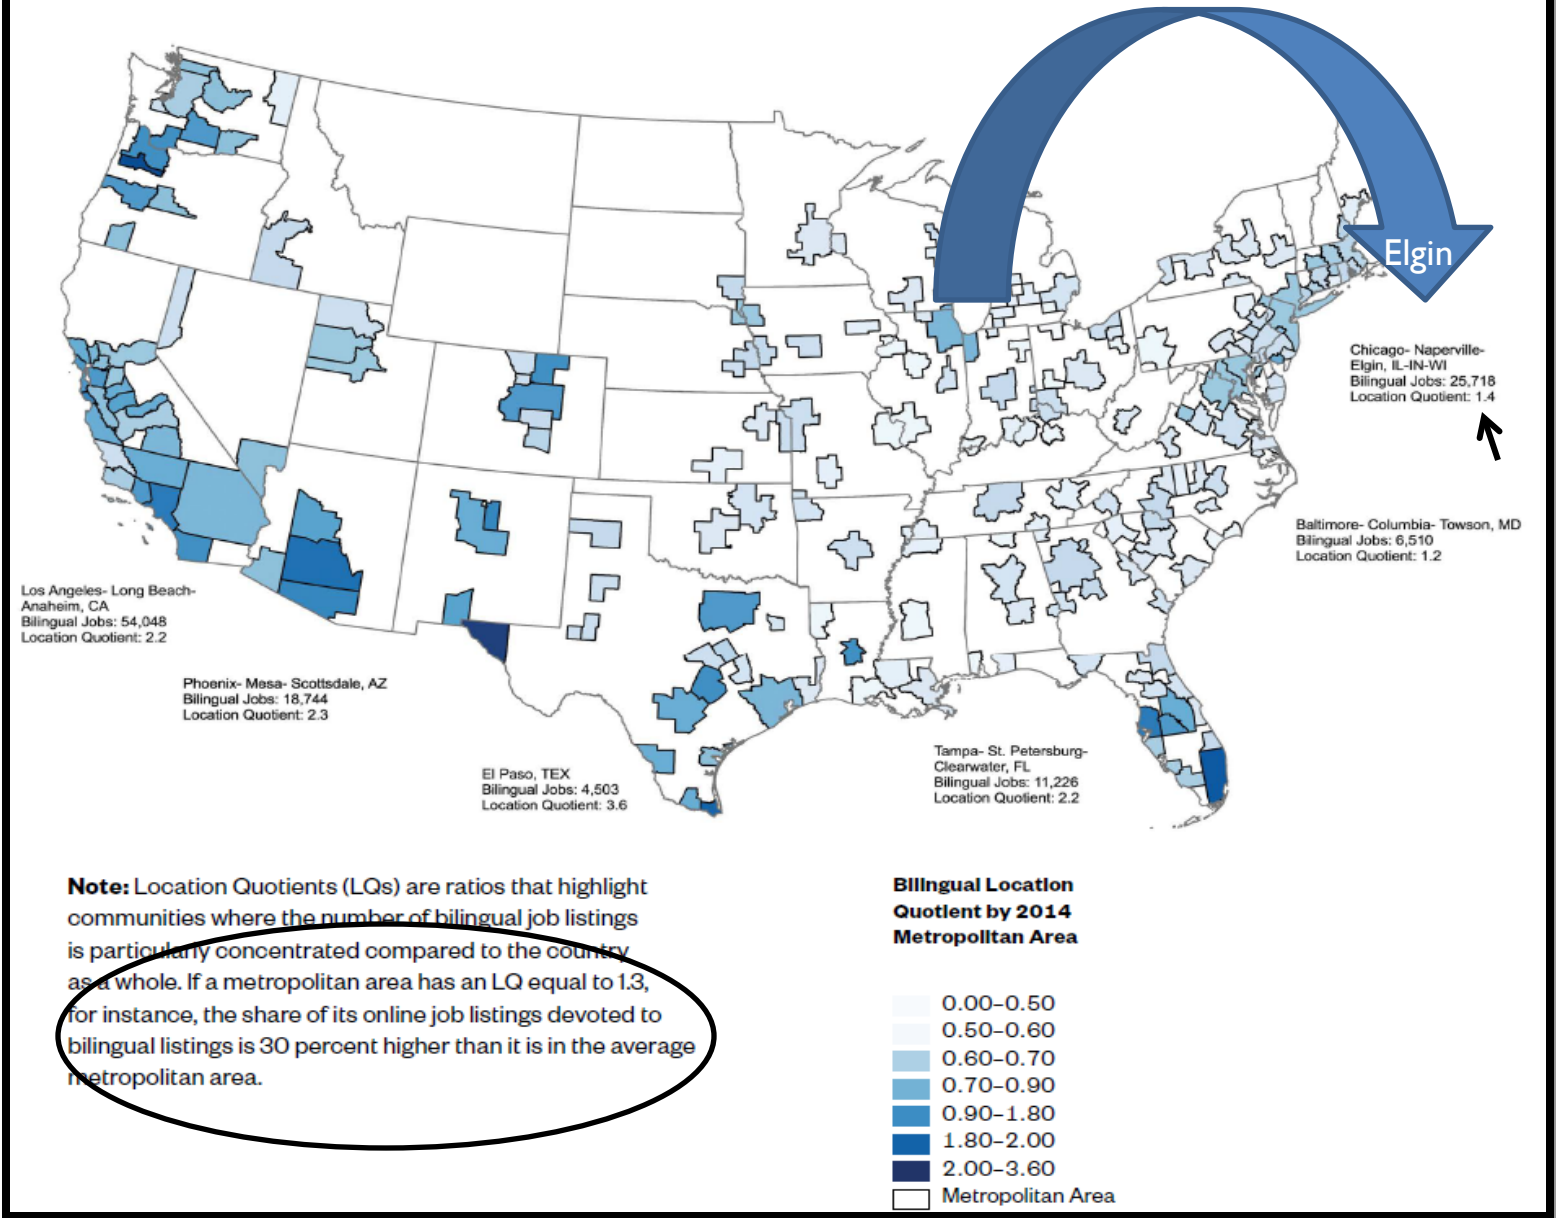 Elgin
Chicago- Naperville-
Elgin, IL-IN-WI
Bilingual Jobs: 25,718
Location Quotient: 1.4
Baltimore- Columbia- Towson, MD
Bilingual Jobs: 6,510
Location Quotient: 1.2
Los Angeles- Long Beach-
Anaheim, CA
Bilingual Jobs: 54,048
Location Quotient: 2.2
Phoenix- Mesa- Scottsdale, AZ
Bilingual Jobs: 18,744
Location Quotient: 2.3
El Paso, TEX
Bilingual Jobs: 4,503
Location Quotient: 3.6
Tampa- St. Petersburg-
Clearwater, FL
Bilingual Jobs: 11,226
Location Quotient: 2.2
Note: Location Quotients (LQs) are ratios that highlight
communities where the number of bilingual job listings
is particularly concentrated compared to the country
as a whole. If a metropolitan area has an LQ equal to 1.3,
for instance, the share of its online job listings devoted to
bilingual listings is 30 percent higher than it is in the average
metropolitan area.
Bilingual Location
Quotient by 2014
Metropolitan Area
0.00–0.50
0.50–0.60
0.60–0.70
0.70–0.90
0.90–1.80
1.80–2.00
2.00–3.60
Metropolitan Area